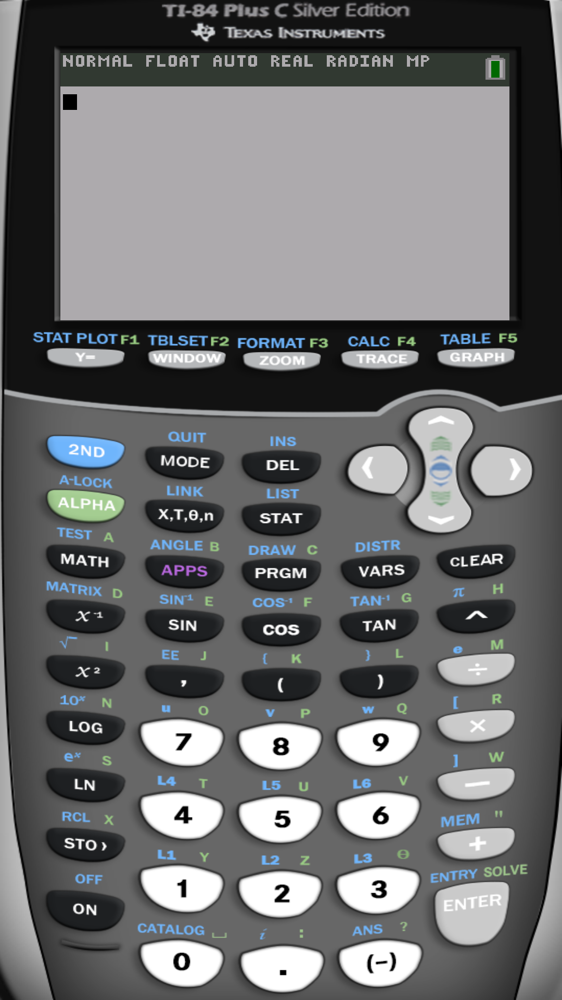 TI-84 Plus C Silver Edition
TEXAS INSTRUMENTS
NORMAL FLOAT AUTO REAL RADIAN MP
STAT PLOT F1 TBLSET F2 FORMAT F3 CALC F4 TABLE F5
Y= WINDOW ZOOM TRACE GRAPH
QUIT INS
2ND MODE DEL
A-LOCK LINK LIST
ALPHA X,T,θ,n STAT
TEST A ANGLE B DRAW C DISTR
MATH APPS PRGM VARS CLEAR
MATRIX D SIN⁻¹ E COS⁻¹ F TAN⁻¹ G π H
x⁻¹ SIN COS TAN ^
√‾ I EE J { K } L e M
x² , ( ) ÷
10ˣ N u O v P w Q [ R
LOG 7 8 9 ×
eˣ S L4 T L5 U L6 V ] W
LN 4 5 6 —
RCL X L1 Y L2 Z L3 θ MEM "
STO › 1 2 3 +
OFF ENTRY SOLVE
ON ENTER
CATALOG ⎵ i : ANS ?
0 . (−)